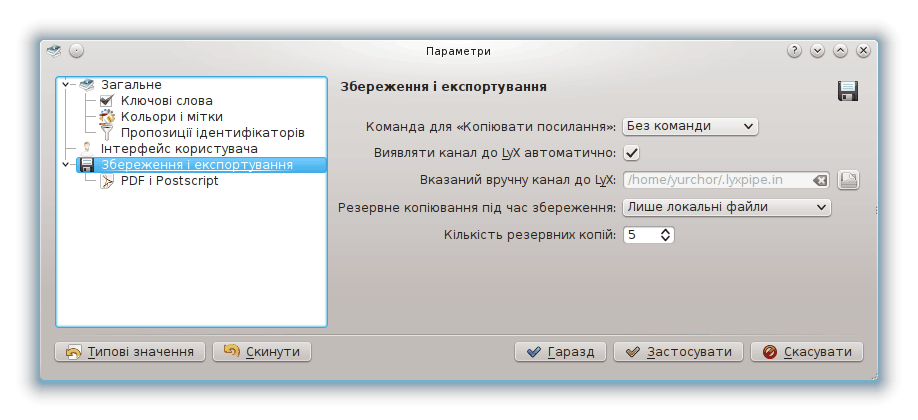 Параметри
Загальне
Ключові слова
Кольори і мітки
Пропозиції ідентифікаторів
Інтерфейс користувача
Збереження і експортування
PDF і Postscript
Збереження і експортування
Команда для «Копіювати посилання»: Без команди
Виявляти канал до LyX автоматично:
Вказаний вручну канал до LyX: /home/yurchor/.lyxpipe.in
Резервне копіювання під час збереження: Лише локальні файли
Кількість резервних копій: 5
Типові значення Скинути Гаразд Застосувати Скасувати